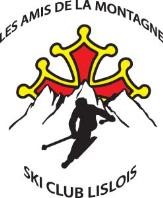 LES AMIS DE LA MONTAGNE
SKI CLUB LISLOIS